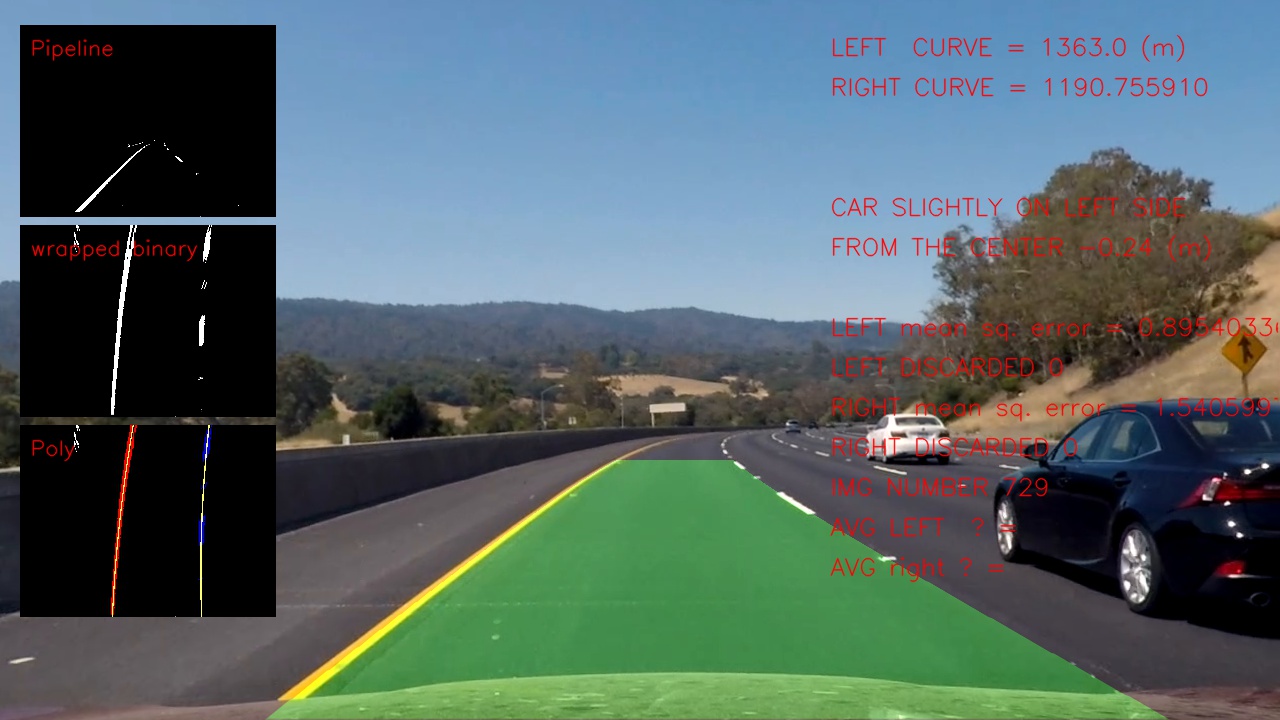 Pipeline
wrapped binary
Poly
LEFT  CURVE = 1363.0 (m)
RIGHT CURVE = 1190.755910
CAR SLIGHTLY ON LEFT SIDE
FROM THE CENTER -0.24 (m)
LEFT mean sq. error = 0.8954033
LEFT DISCARDED 0
RIGHT mean sq. error = 1.540599
RIGHT DISCARDED 0
IMG NUMBER 729
AVG LEFT  ? =
AVG right ? =